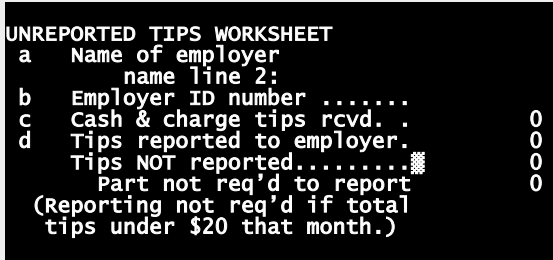 UNREPORTED TIPS WORKSHEET
a Name of employer
name line 2:
b Employer ID number .......
c Cash & charge tips rcvd. . 0
d Tips reported to employer. 0
Tips NOT reported......... 0
Part not req'd to report 0
(Reporting not req'd if total
tips under $20 that month.)